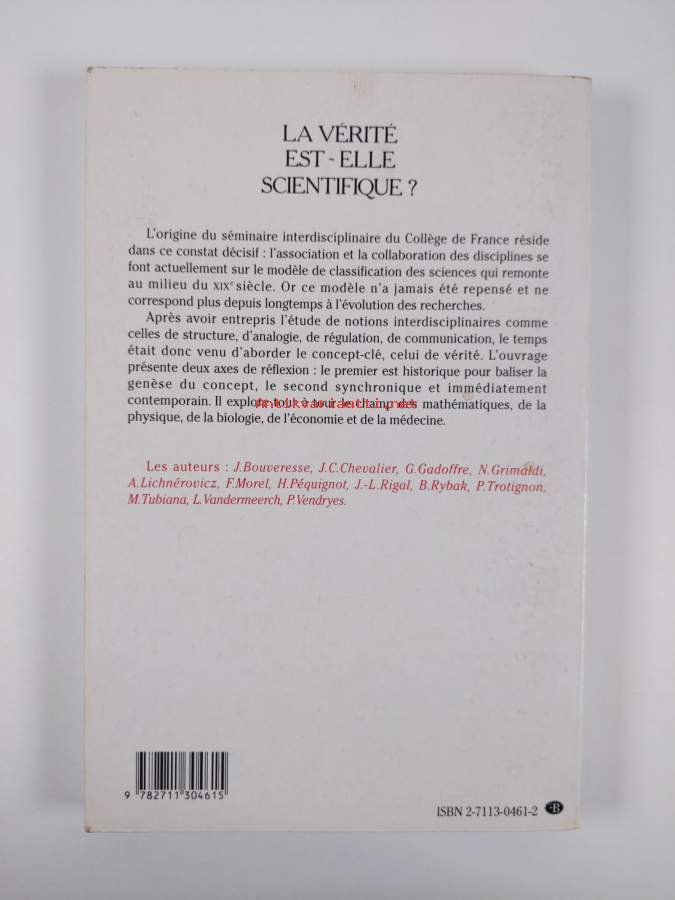 LA VÉRITÉ
EST-ELLE
SCIENTIFIQUE ?
L'origine du séminaire interdisciplinaire du Collège de France réside
dans ce constat décisif : l'association et la collaboration des disciplines se
font actuellement sur le modèle de classification des sciences qui remonte
au milieu du XIXe siècle. Or ce modèle n'a jamais été repensé et ne
correspond plus depuis longtemps à l'évolution des recherches.
Après avoir entrepris l'étude de notions interdisciplinaires comme
celles de structure, d'analogie, de régulation, de communication, le temps
était donc venu d'aborder le concept-clé, celui de vérité. L'ouvrage
présente deux axes de réflexion : le premier est historique pour baliser la
genèse du concept, le second synchronique et immédiatement
contemporain. Il explore tour à tour le champ des mathématiques, de la
antikvariaatti.net
physique, de la biologie, de l'économie et de la médecine.
Les auteurs : J.Bouveresse, J.C.Chevalier, G.Gadoffre, N.Grimaldi,
A.Lichnérovicz, F.Morel, H.Péquignot, J.-L.Rigal, B.Rybak, P.Trotignon,
M.Tubiana, L.Vandermeerch, P.Vendryes.
9 782711 304615
ISBN 2-7113-0461-2